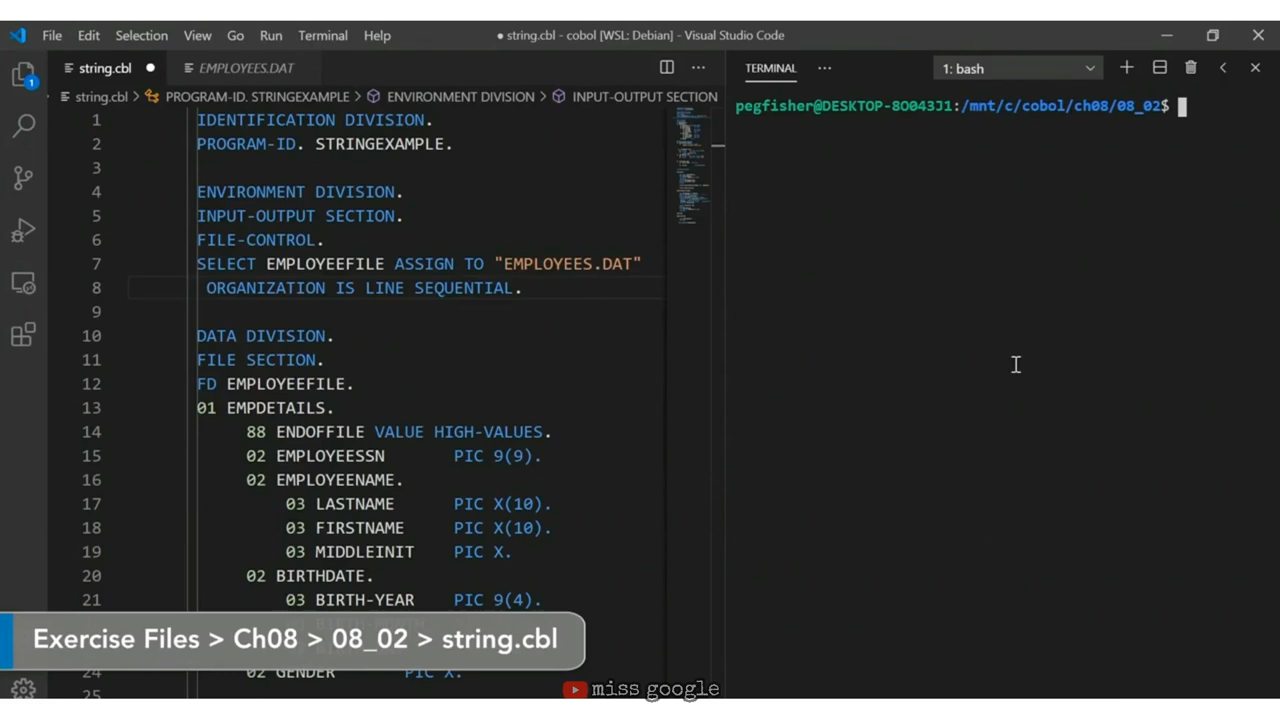 File Edit Selection View Go Run Terminal Help ● string.cbl - cobol [WSL: Debian] - Visual Studio Code
string.cbl ● EMPLOYEES.DAT
string.cbl > PROGRAM-ID. STRINGEXAMPLE > ENVIRONMENT DIVISION > INPUT-OUTPUT SECTION
1 IDENTIFICATION DIVISION.
2 PROGRAM-ID. STRINGEXAMPLE.
3
4 ENVIRONMENT DIVISION.
5 INPUT-OUTPUT SECTION.
6 FILE-CONTROL.
7 SELECT EMPLOYEEFILE ASSIGN TO "EMPLOYEES.DAT"
8 ORGANIZATION IS LINE SEQUENTIAL.
9
10 DATA DIVISION.
11 FILE SECTION.
12 FD EMPLOYEEFILE.
13 01 EMPDETAILS.
14 88 ENDOFFILE VALUE HIGH-VALUES.
15 02 EMPLOYEESSN PIC 9(9).
16 02 EMPLOYEENAME.
17 03 LASTNAME PIC X(10).
18 03 FIRSTNAME PIC X(10).
19 03 MIDDLEINIT PIC X.
20 02 BIRTHDATE.
21 03 BIRTH-YEAR PIC 9(4).
24 02 GENDER PIC X.
25
TERMINAL ... 1: bash
pegfisher@DESKTOP-8O043J1:/mnt/c/cobol/ch08/08_02$
1
Exercise Files > Ch08 > 08_02 > string.cbl
miss google